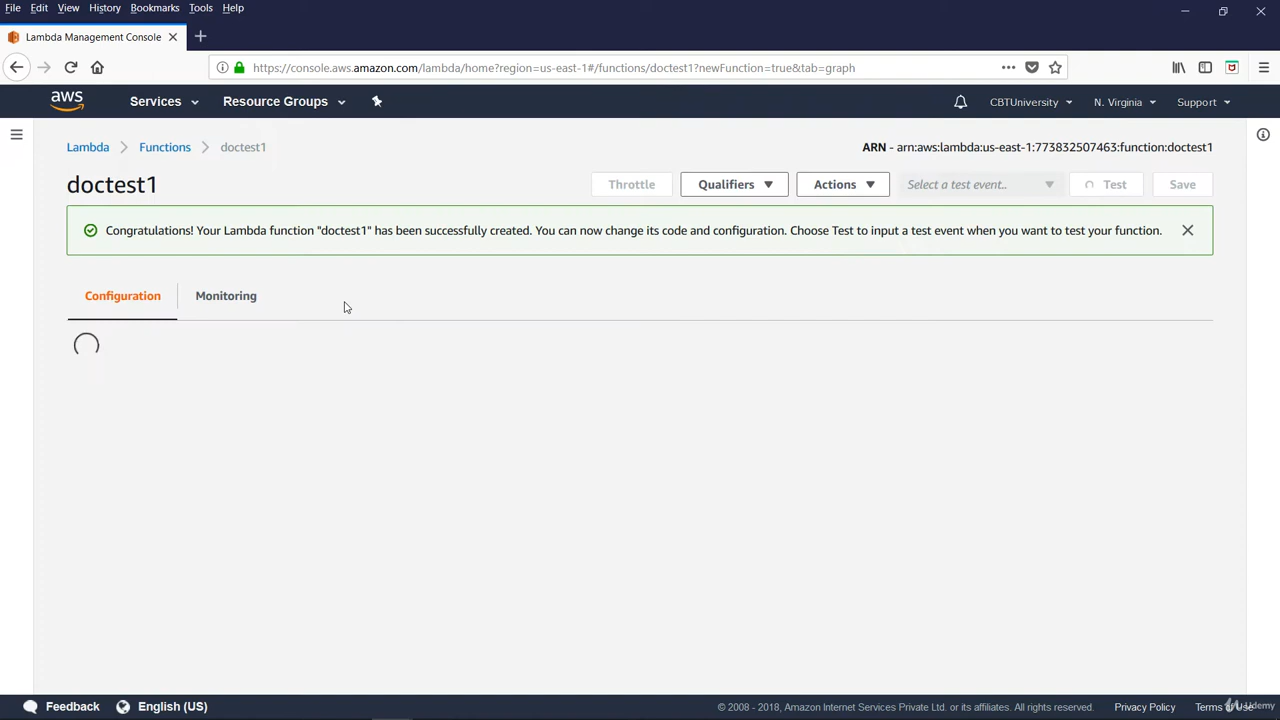 File Edit View History Bookmarks Tools Help
Lambda Management Console
https://console.aws.amazon.com/lambda/home?region=us-east-1#/functions/doctest1?newFunction=true&tab=graph
aws Services Resource Groups CBTUniversity N. Virginia Support
Lambda Functions doctest1 ARN - arn:aws:lambda:us-east-1:773832507463:function:doctest1
doctest1 Throttle Qualifiers Actions Select a test event.. Test Save
Congratulations! Your Lambda function "doctest1" has been successfully created. You can now change its code and configuration. Choose Test to input a test event when you want to test your function.
Configuration Monitoring
Feedback English (US) © 2008 - 2018, Amazon Internet Services Private Ltd. or its affiliates. All rights reserved. Privacy Policy Terms of Use
Udemy